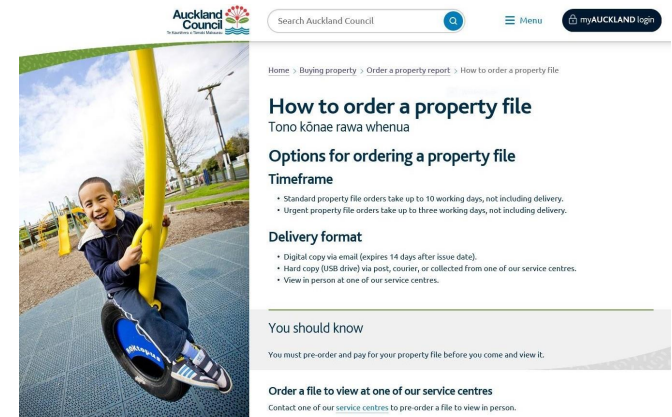 Auckland
Council
Te Kaunihera o Tāmaki Makaurau
Search Auckland Council
Menu
myAUCKLAND login
Home > Buying property > Order a property report > How to order a property file
How to order a property file
Tono kōnae rawa whenua
Options for ordering a property file
Timeframe
• Standard property file orders take up to 10 working days, not including delivery.
• Urgent property file orders take up to three working days, not including delivery.
Delivery format
• Digital copy via email (expires 14 days after issue date).
• Hard copy (USB drive) via post, courier, or collected from one of our service centres.
• View in person at one of our service centres.
You should know
You must pre-order and pay for your property file before you come and view it.
Order a file to view at one of our service centres
Contact one of our service centres to pre-order a file to view in person.